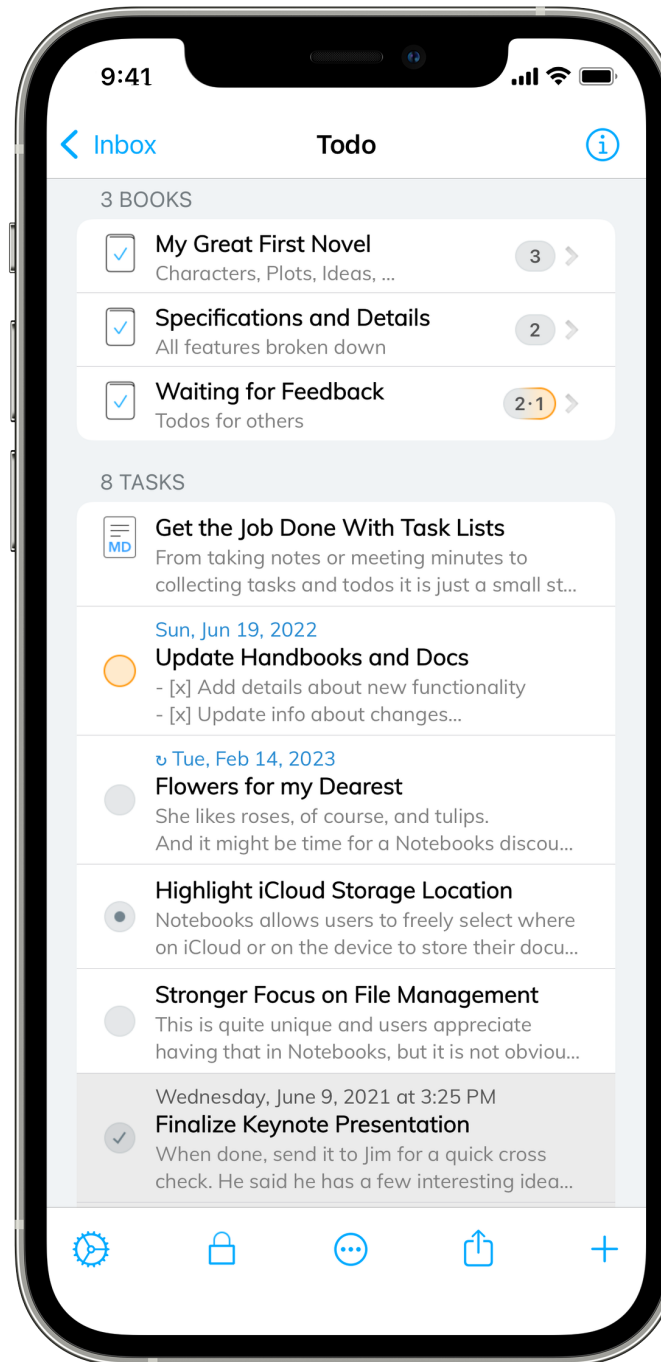 9:41
Inbox
Todo
3 BOOKS
My Great First Novel
3
Characters, Plots, Ideas, ...
Specifications and Details
2
All features broken down
Waiting for Feedback
2·1
Todos for others
8 TASKS
MD
Get the Job Done With Task Lists
From taking notes or meeting minutes to
collecting tasks and todos it is just a small st...
Sun, Jun 19, 2022
Update Handbooks and Docs
- [x] Add details about new functionality
- [x] Update info about changes...
↻ Tue, Feb 14, 2023
Flowers for my Dearest
She likes roses, of course, and tulips.
And it might be time for a Notebooks discou...
Highlight iCloud Storage Location
Notebooks allows users to freely select where
on iCloud or on the device to store their docu...
Stronger Focus on File Management
This is quite unique and users appreciate
having that in Notebooks, but it is not obviou...
Wednesday, June 9, 2021 at 3:25 PM
Finalize Keynote Presentation
When done, send it to Jim for a quick cross
check. He said he has a few interesting idea...